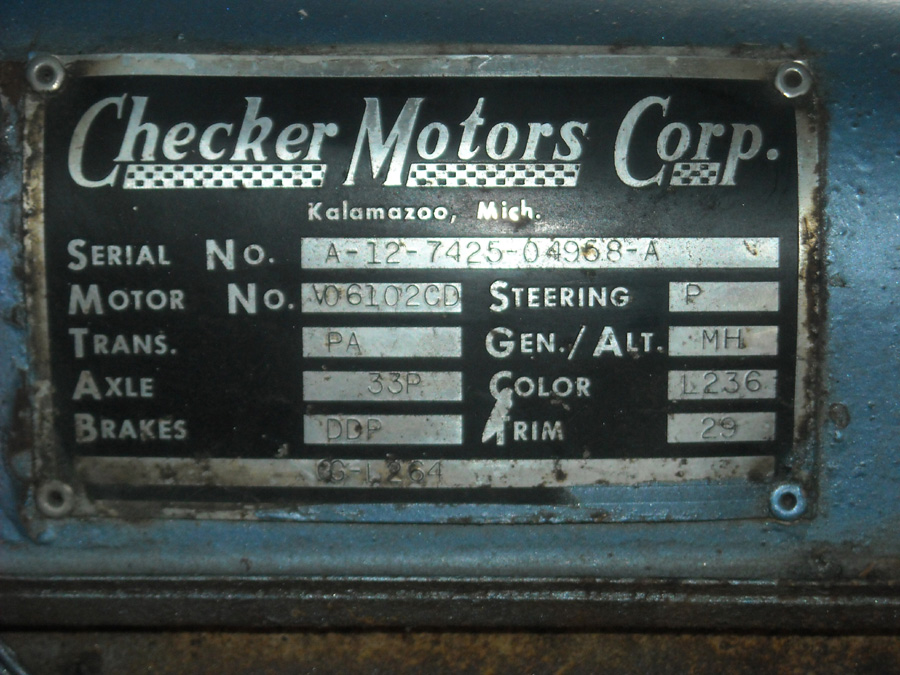 Checker Motors Corp.
Kalamazoo, Mich.
SERIAL No. A-12-7425-04968-A
MOTOR No. V06102CD STEERING P
TRANS. PA GEN./ALT. MH
AXLE 33P COLOR L236
BRAKES DDP TRIM 29
CG-L264